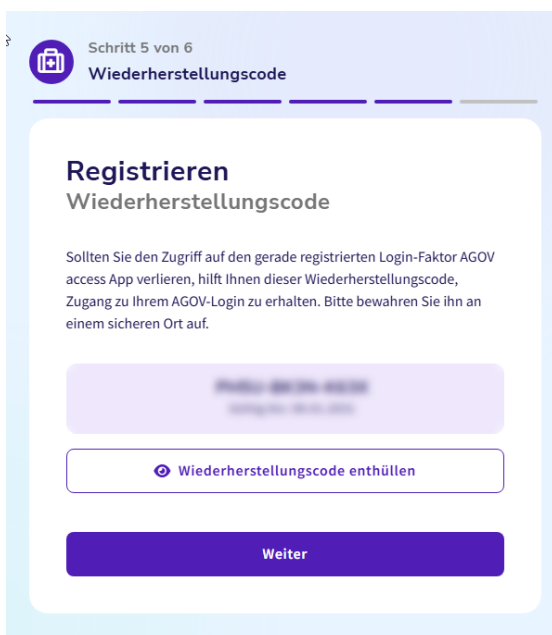 Schritt 5 von 6
Wiederherstellungscode
Registrieren
Wiederherstellungscode
Sollten Sie den Zugriff auf den gerade registrierten Login-Faktor AGOV
access App verlieren, hilft Ihnen dieser Wiederherstellungscode,
Zugang zu Ihrem AGOV-Login zu erhalten. Bitte bewahren Sie ihn an
einem sicheren Ort auf.
Wiederherstellungscode enthüllen
Weiter